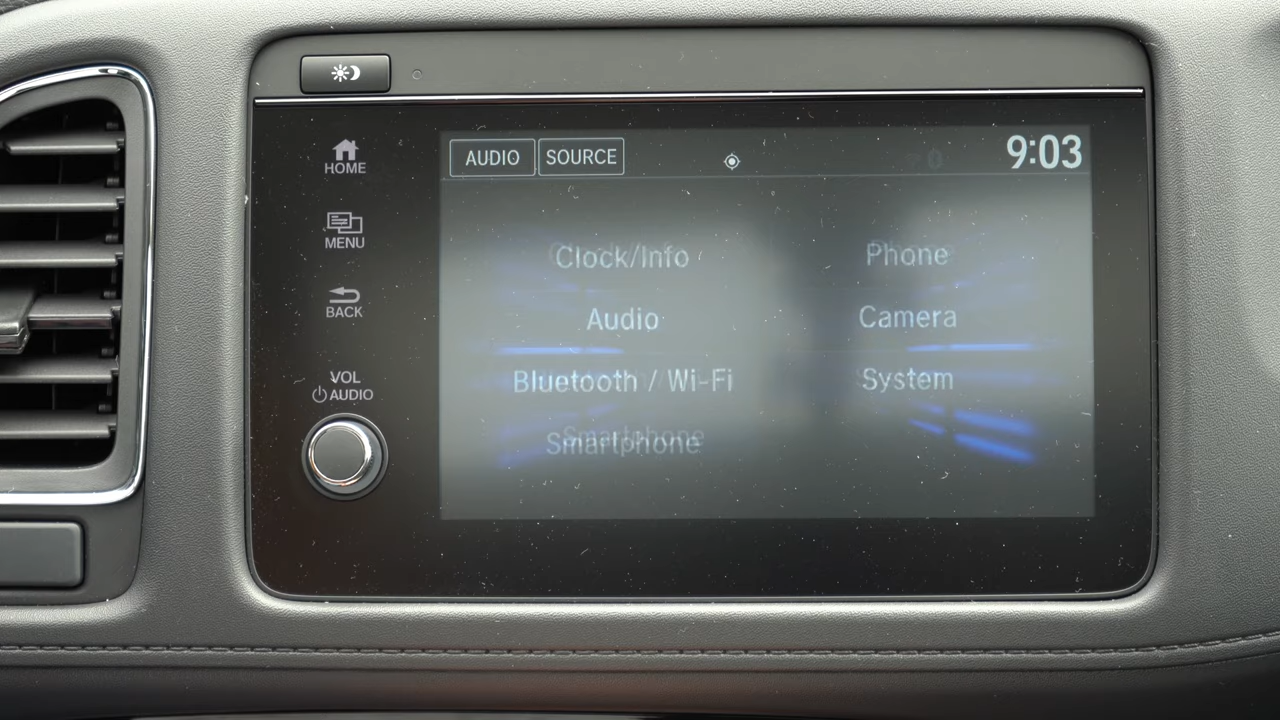 HOME
MENU
BACK
VOL
AUDIO
AUDIO SOURCE 9:03
Clock/Info Phone
Audio Camera
Bluetooth / Wi-Fi System
Smartphone